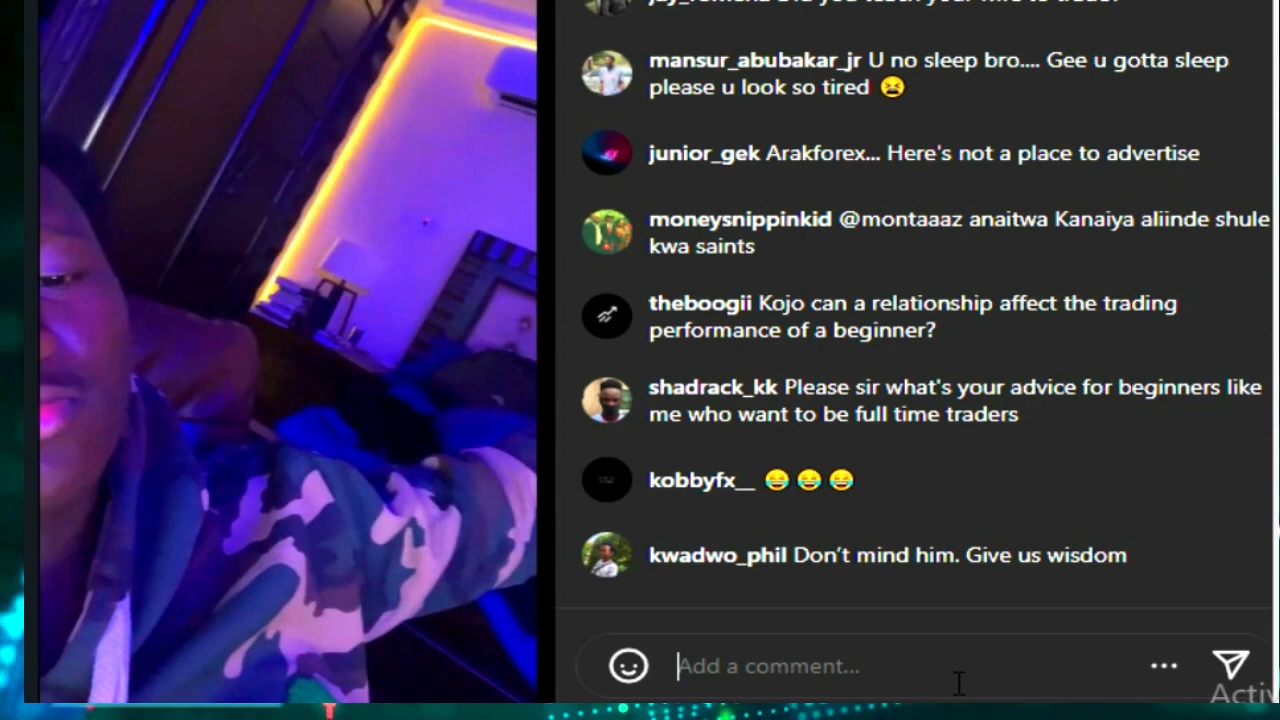 mansur_abubakar_jr U no sleep bro.... Gee u gotta sleep
please u look so tired 😫
junior_gek Arakforex... Here's not a place to advertise
moneysnippinkid @montaaaz anaitwa Kanaiya aliinde shule
kwa saints
theboogii Kojo can a relationship affect the trading
performance of a beginner?
shadrack_kk Please sir what's your advice for beginners like
me who want to be full time traders
kobbyfx__ 😂😂😂
kwadwo_phil Don’t mind him. Give us wisdom
Add a comment...